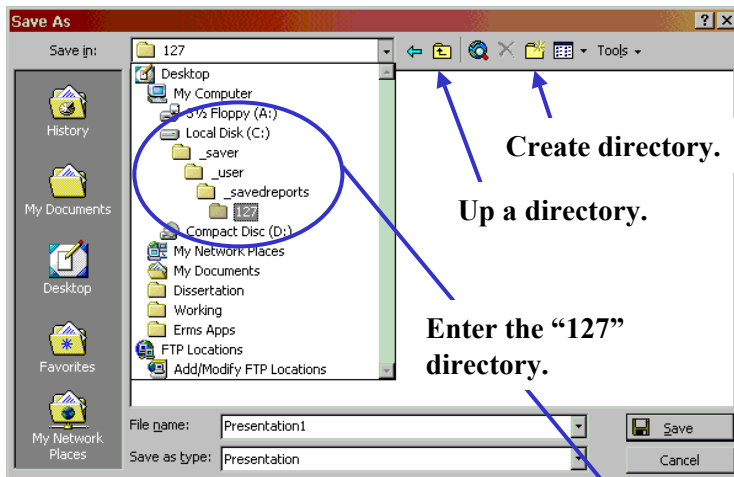 Save As
Save in:
127
Tools
Desktop
My Computer
3½ Floppy (A:)
Local Disk (C:)
_saver
_user
_savedreports
127
Compact Disc (D:)
My Network Places
My Documents
Dissertation
Working
Erms Apps
FTP Locations
Add/Modify FTP Locations
History
My Documents
Desktop
Favorites
My Network
Places
Create directory.
Up a directory.
Enter the “127”
directory.
File name:
Presentation1
Save
Save as type:
Presentation
Cancel